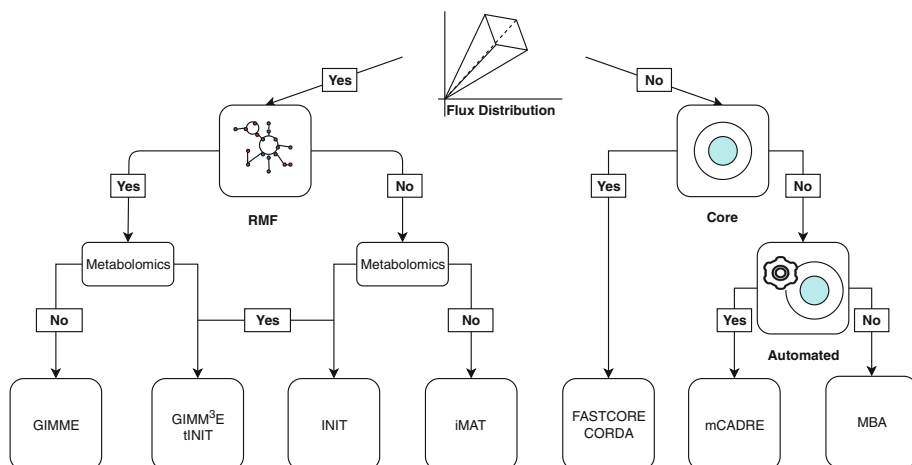 Flux Distribution
Yes
No
RMF
Core
Yes
No
Yes
No
Metabolomics
Metabolomics
Automated
No
Yes
No
Yes
No
GIMME
GIMM³E
tINIT
INIT
iMAT
FASTCORE
CORDA
mCADRE
MBA